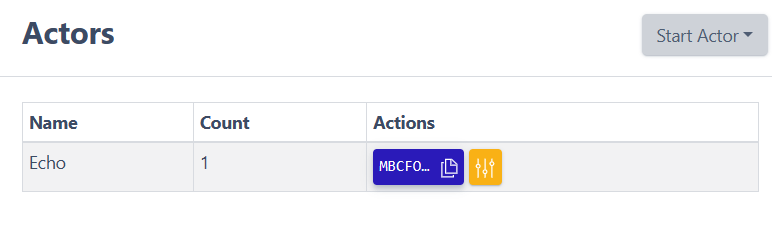 Actors
Start Actor
Name Count Actions
Echo 1 MBCFO...